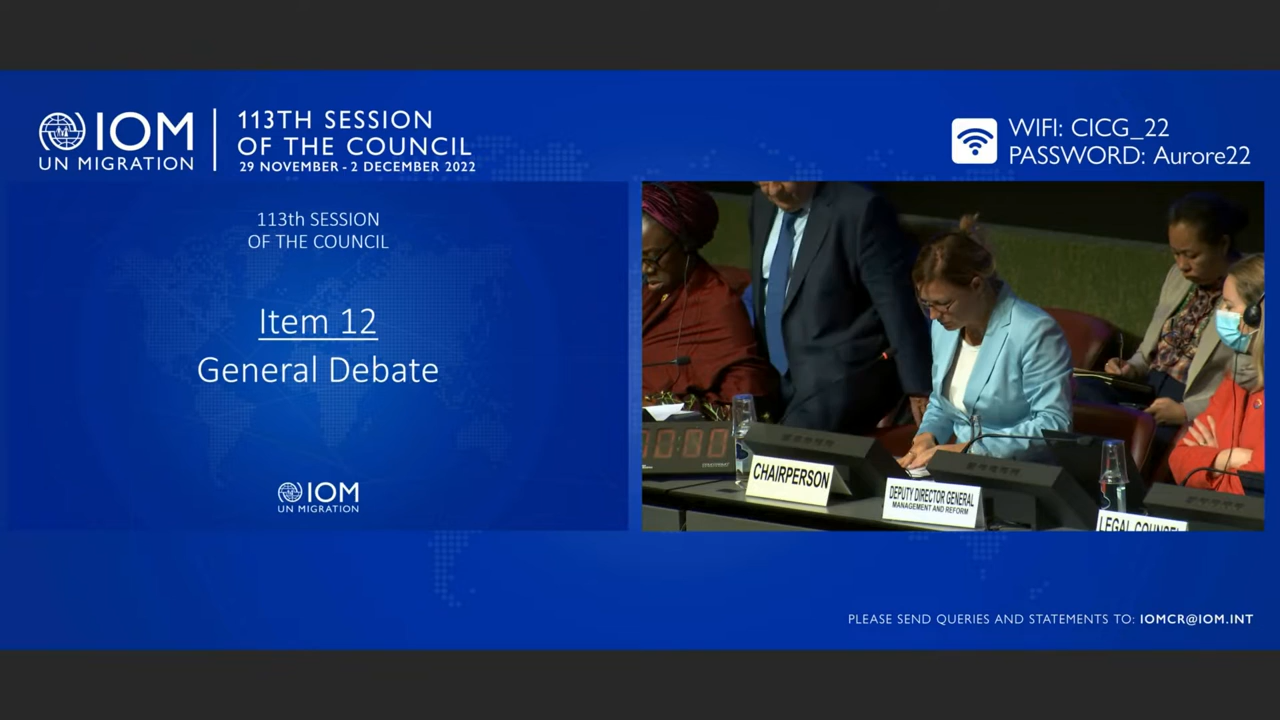 IOM
UN MIGRATION
113TH SESSION
OF THE COUNCIL
29 NOVEMBER - 2 DECEMBER 2022
WIFI: CICG_22
PASSWORD: Aurore22
113th SESSION
OF THE COUNCIL
Item 12
General Debate
IOM
UN MIGRATION
10:00
CHAIRPERSON
DEPUTY DIRECTOR GENERAL
MANAGEMENT AND REFORM
LEGAL COUNSEL
PLEASE SEND QUERIES AND STATEMENTS TO: IOMCR@IOM.INT